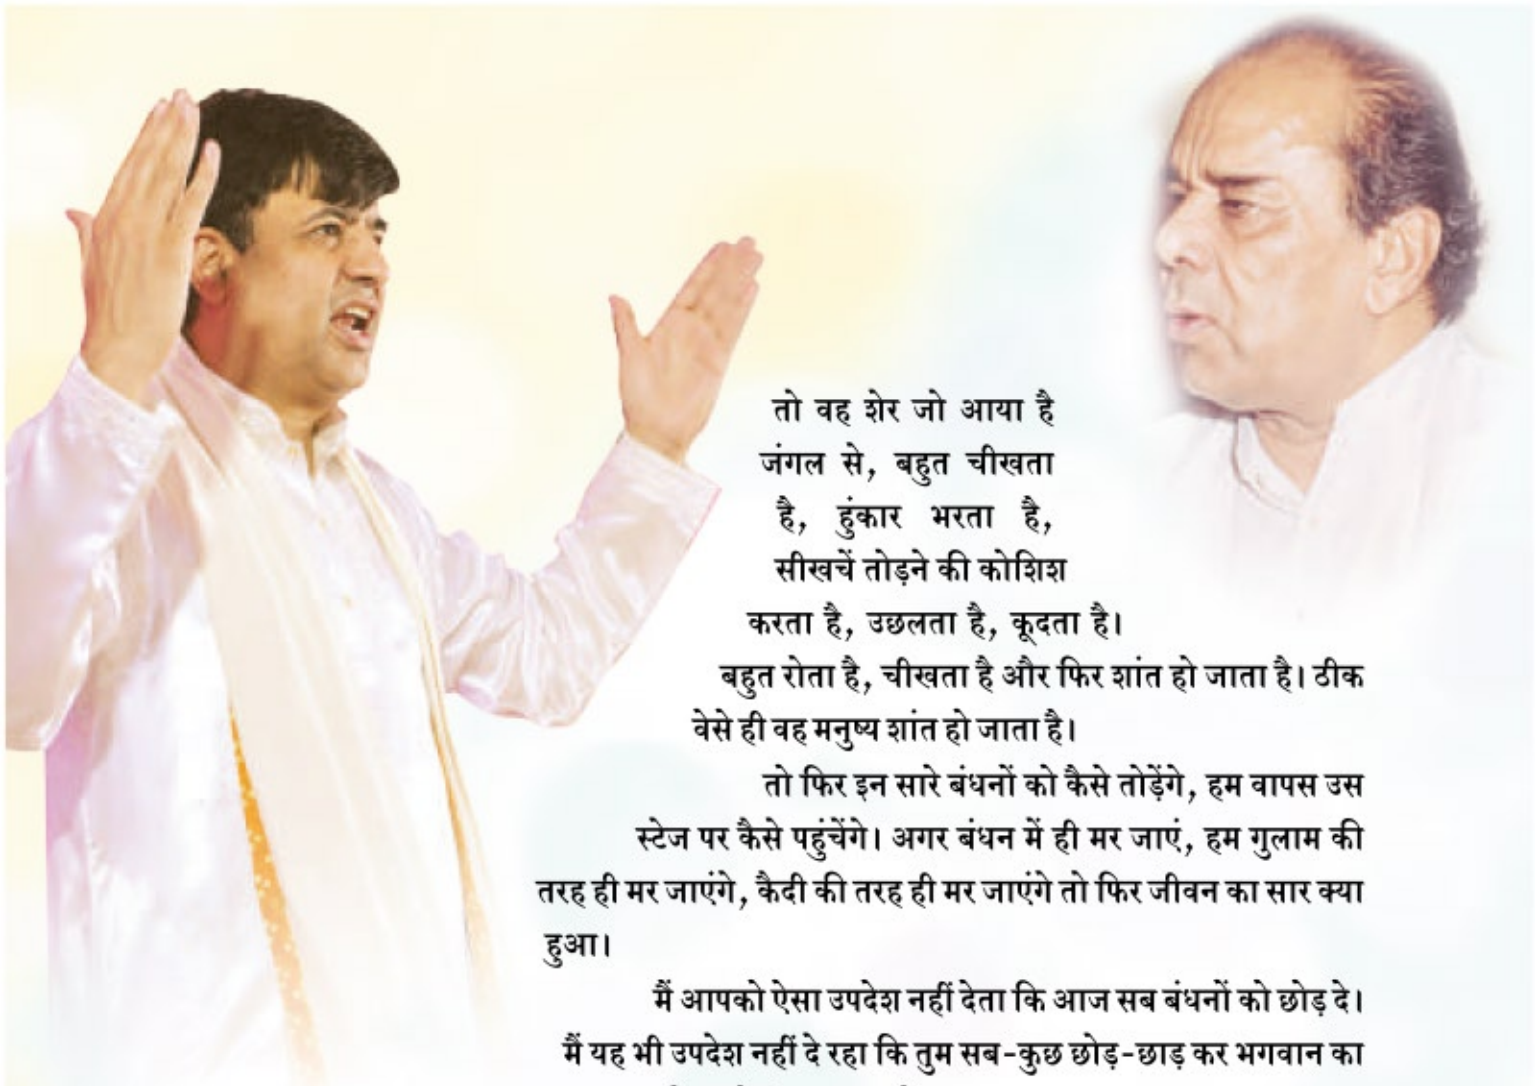 तो वह शेर जो आया है
जंगल से, बहुत चीखता
है, हुंकार भरता है,
सीखचें तोड़ने की कोशिश
करता है, उछलता है, कूदता है।
बहुत रोता है, चीखता है और फिर शांत हो जाता है। ठीक
वेसे ही वह मनुष्य शांत हो जाता है।
तो फिर इन सारे बंधनों को कैसे तोड़ेंगे, हम वापस उस
स्टेज पर कैसे पहुंचेंगे। अगर बंधन में ही मर जाएं, हम गुलाम की
तरह ही मर जाएंगे, कैदी की तरह ही मर जाएंगे तो फिर जीवन का सार क्या
हुआ।
मैं आपको ऐसा उपदेश नहीं देता कि आज सब बंधनों को छोड़ दे।
मैं यह भी उपदेश नहीं दे रहा कि तुम सब-कुछ छोड़-छाड़ कर भगवान का